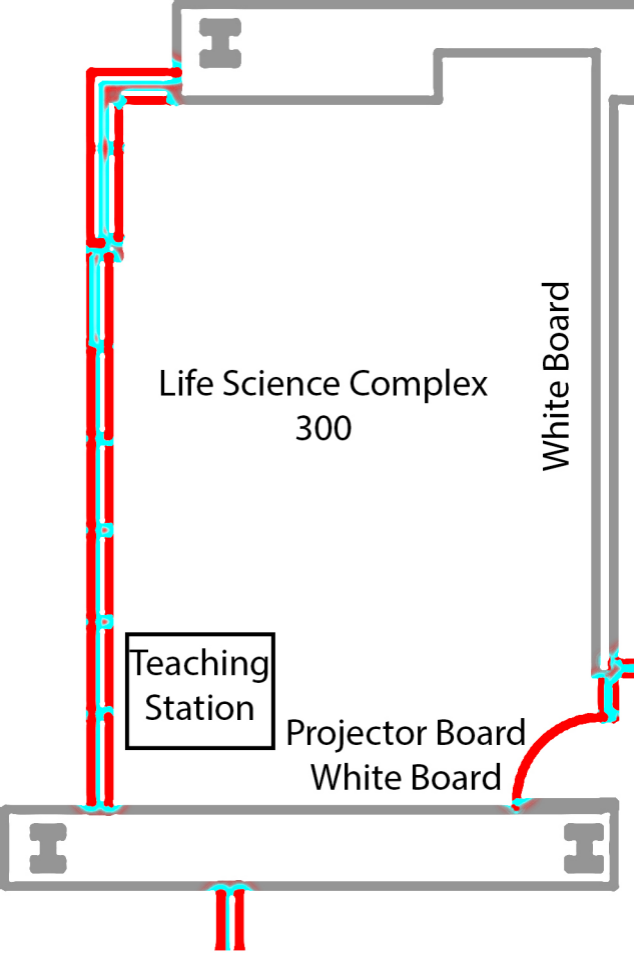 Life Science Complex
300
White Board
Teaching
Station
Projector Board
White Board